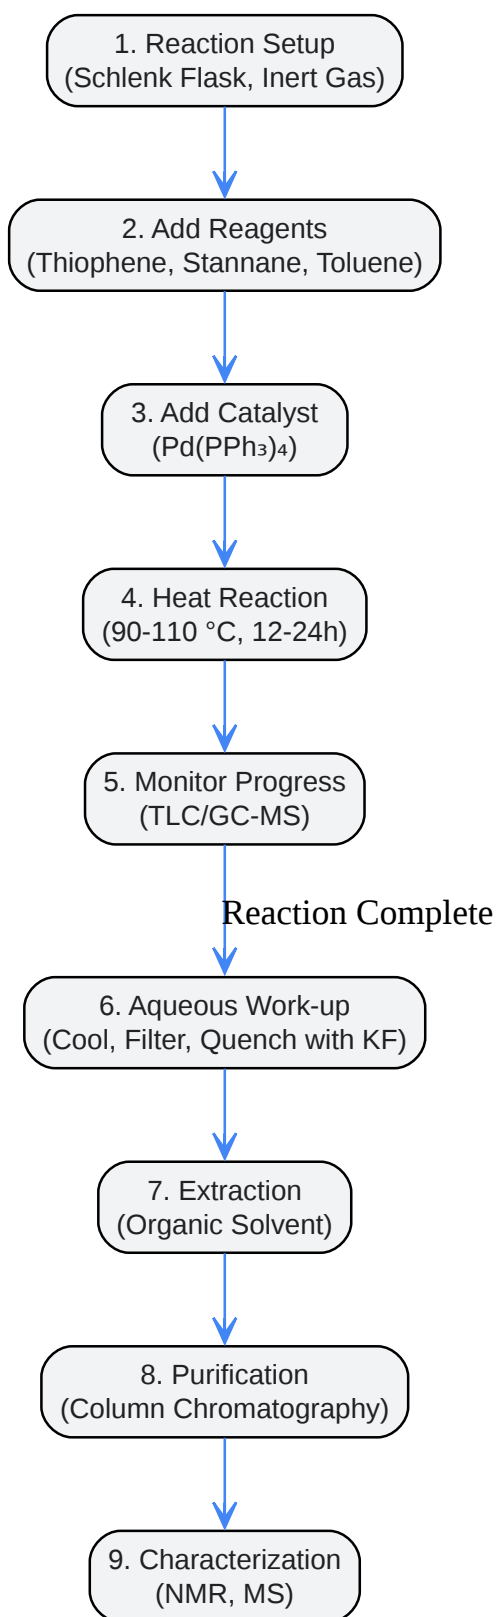 1. Reaction Setup
(Schlenk Flask, Inert Gas)
2. Add Reagents
(Thiophene, Stannane, Toluene)
3. Add Catalyst
(Pd(PPh₃)₄)
4. Heat Reaction
(90-110 °C, 12-24h)
5. Monitor Progress
(TLC/GC-MS)
Reaction Complete
6. Aqueous Work-up
(Cool, Filter, Quench with KF)
7. Extraction
(Organic Solvent)
8. Purification
(Column Chromatography)
9. Characterization
(NMR, MS)